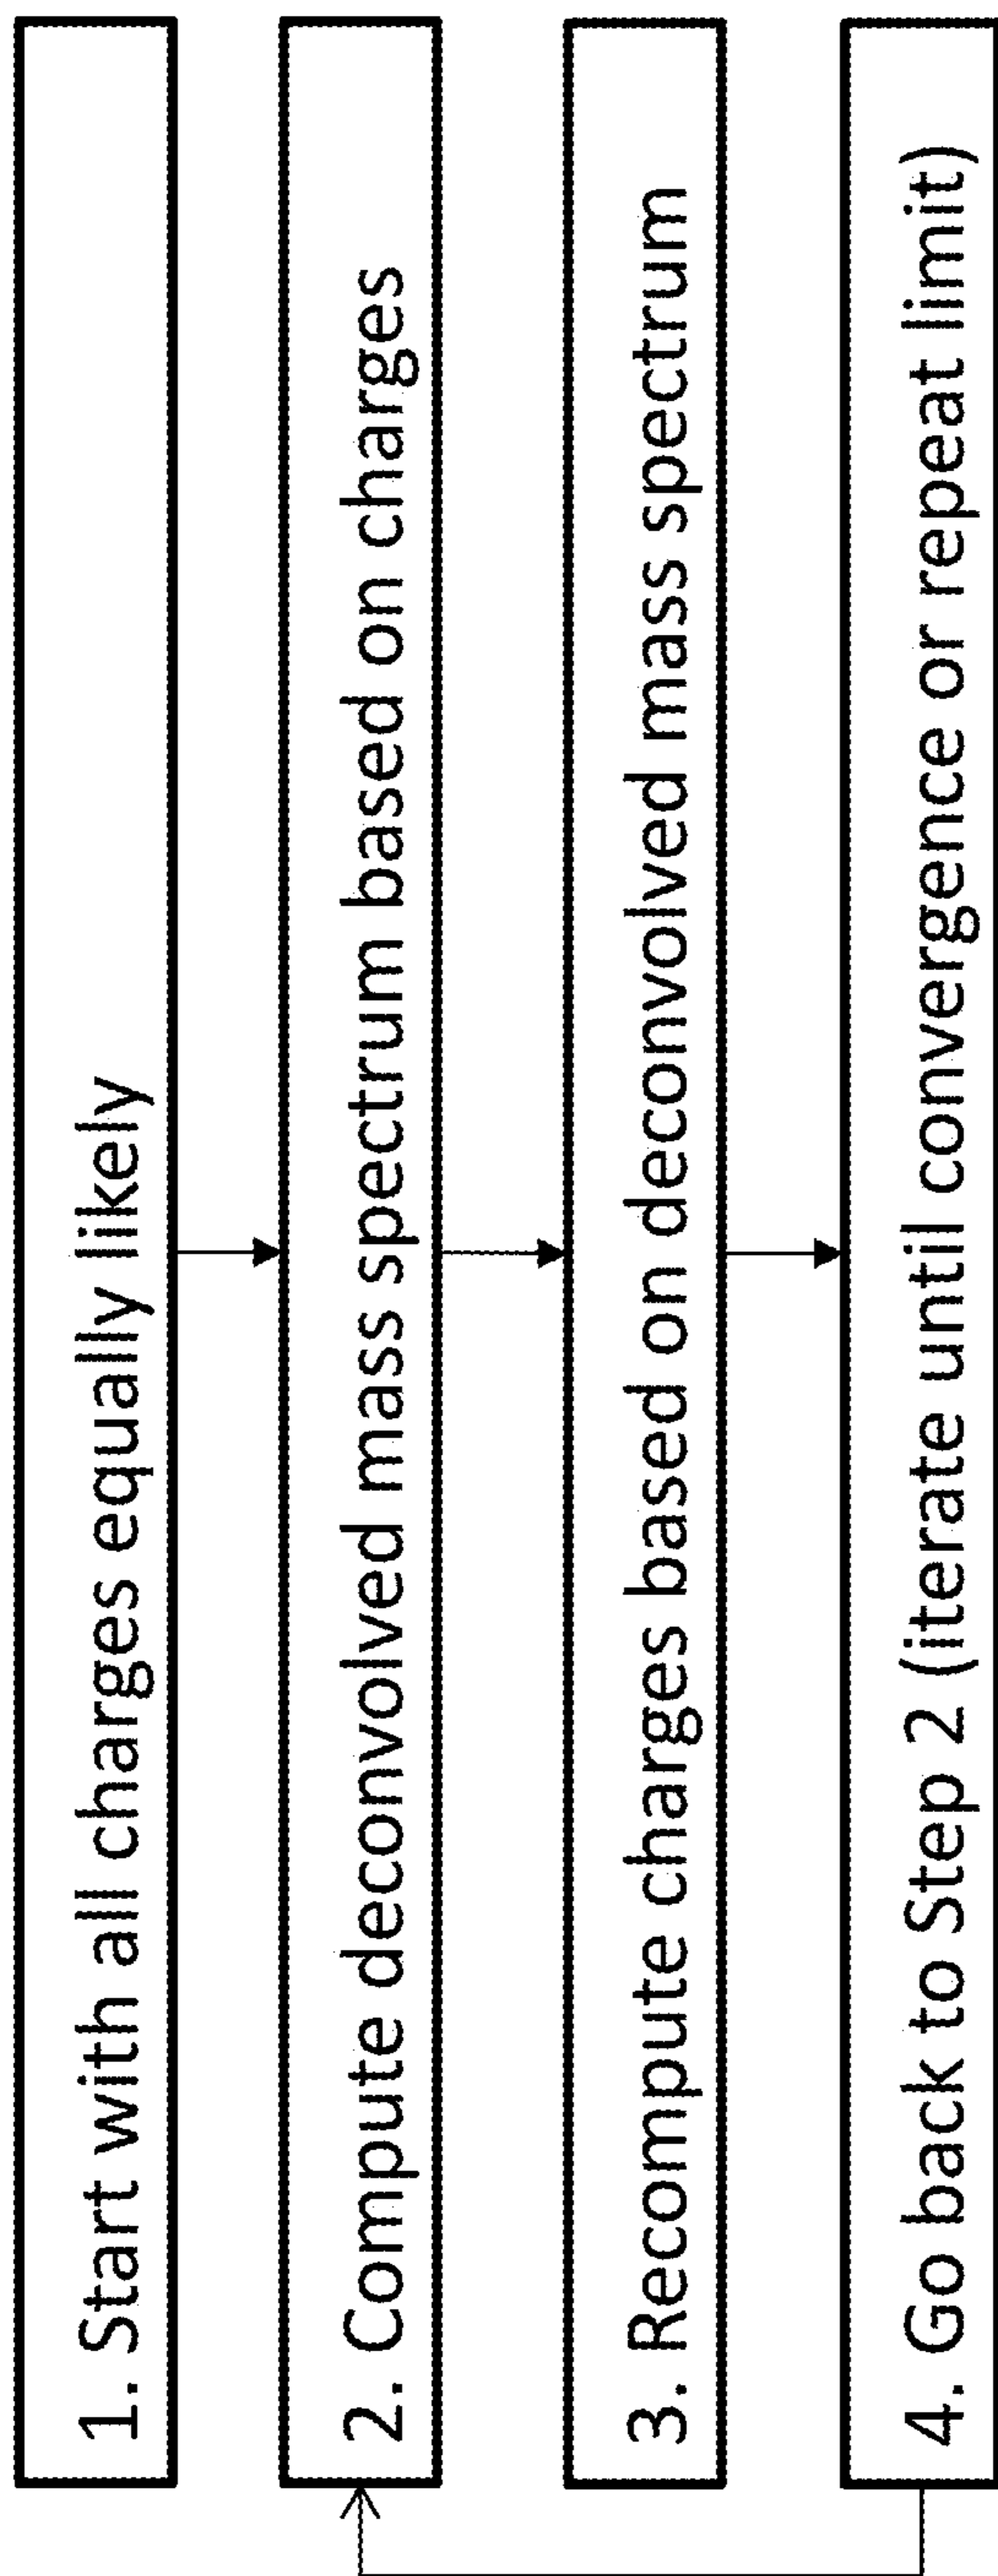 1. Start with all charges equally likely
2. Compute deconvolved mass spectrum based on charges
3. Recompute charges based on deconvolved mass spectrum
4. Go back to Step 2 (iterate until convergence or repeat limit)